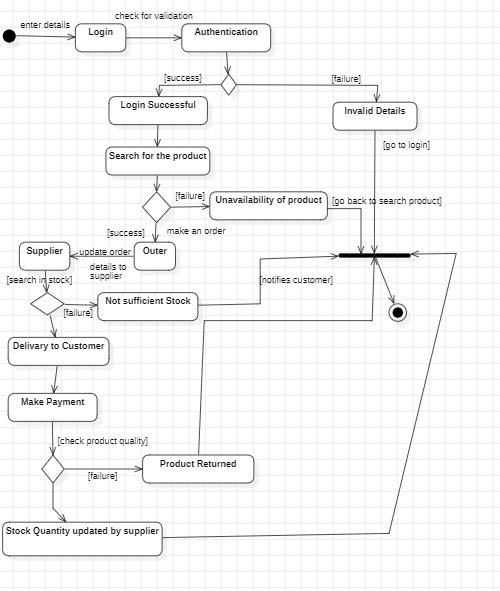 check for validation
enter details
Login
Authentication
[success]
[failure]
Login Successful
Invalid Details
[go to login]
Search for the product
[failure]
Unavailability of product
[go back to search product]
[success]
make an order
Supplier
update order
Outer
details to
supplier
[search in stock]
[notifies customer]
Not sufficient Stock
[failure]
Delivary to Customer
Make Payment
[check product quality]
Product Returned
[failure]
Stock Quantity updated by supplier